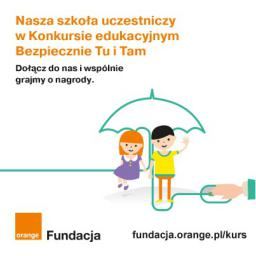 Nasza szkoła uczestniczy
w Konkursie edukacyjnym
Bezpiecznie Tu i Tam
Dołącz do nas i wspólnie
grajmy o nagrody.
orange
Fundacja
fundacja.orange.pl/kurs